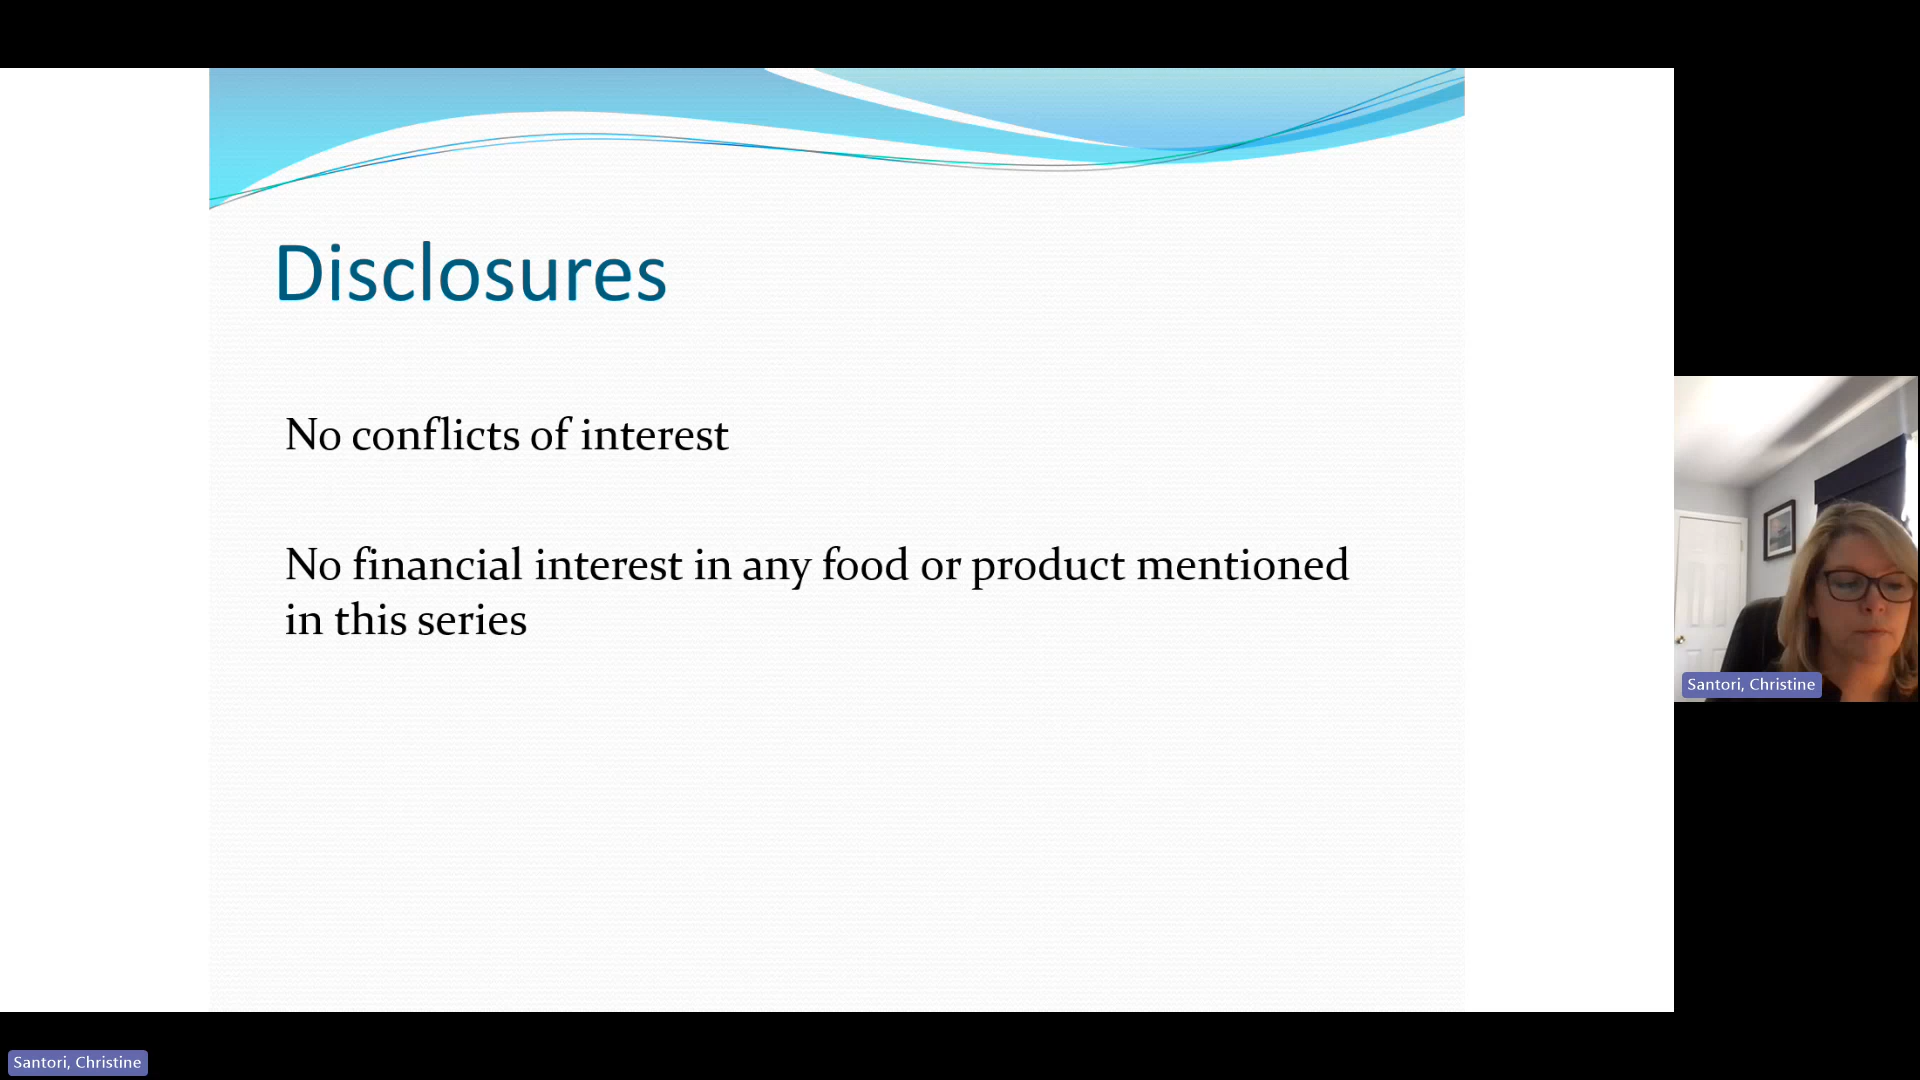 Disclosures
No conflicts of interest
No financial interest in any food or product mentioned
in this series
Santori, Christine
Santori, Christine